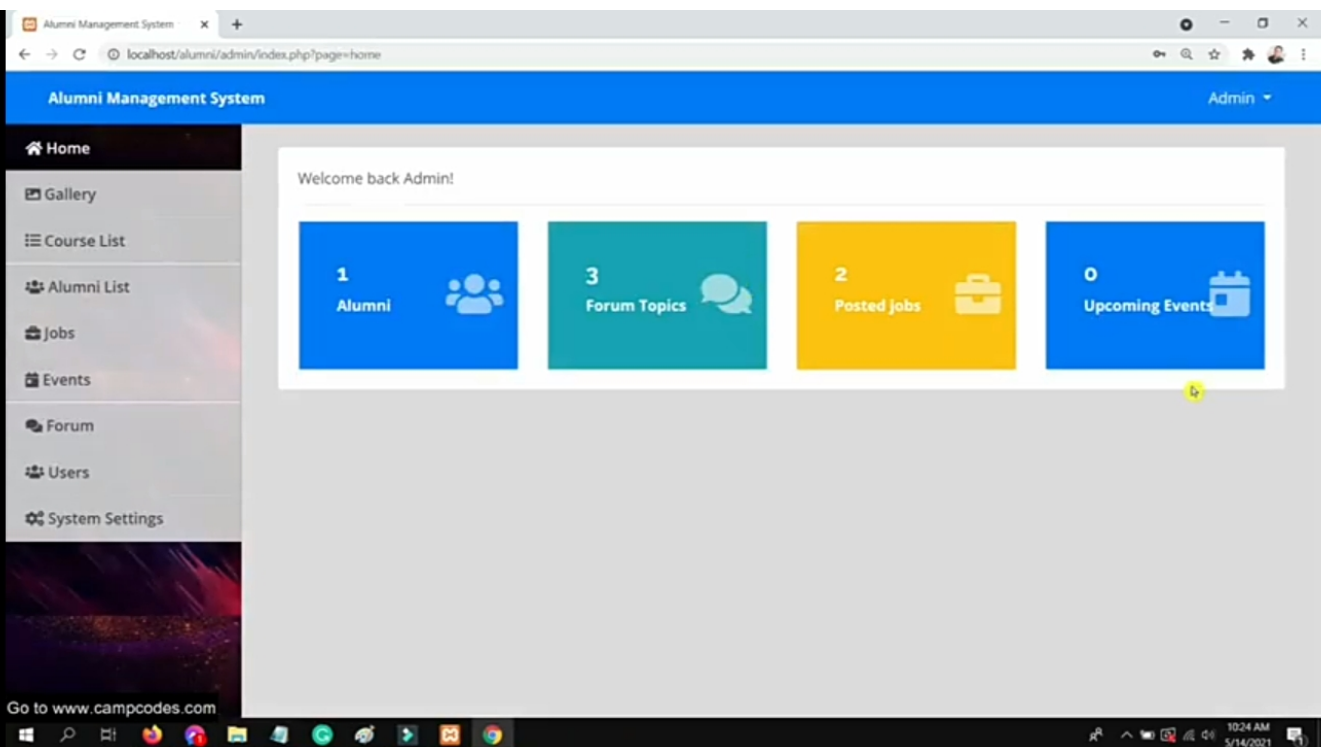 Alumni Management System
localhost/alumni/admin/index.php?page=home
Alumni Management System
Admin
Home
Gallery
Course List
Alumni List
Jobs
Events
Forum
Users
System Settings
Welcome back Admin!
1
Alumni
3
Forum Topics
2
Posted jobs
0
Upcoming Events
Go to www.campcodes.com
10:24 AM
5/14/2021